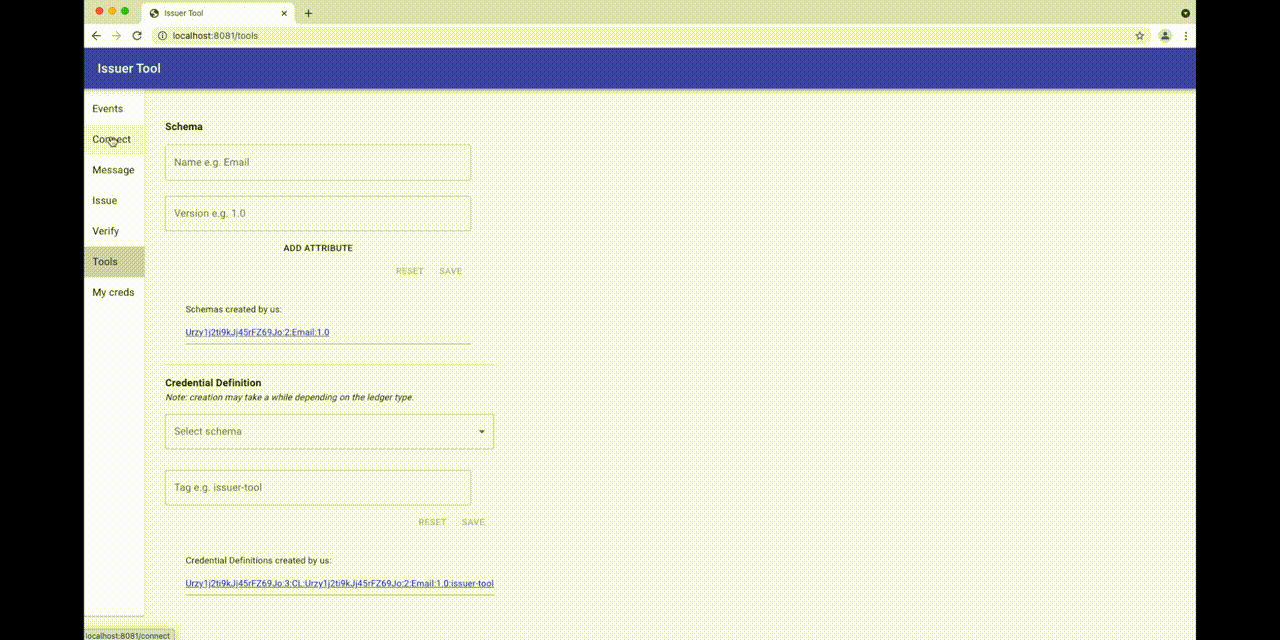 Issuer Tool
localhost:8081/tools
Issuer Tool
Events
Connect
Message
Issue
Verify
Tools
My creds
Schema
Name e.g. Email
Version e.g. 1.0
ADD ATTRIBUTE
RESET SAVE
Schemas created by us:
Urzy1j2ti9kJj45rFZ69Jo:2:Email:1.0
Credential Definition
Note: creation may take a while depending on the ledger type.
Select schema
Tag e.g. issuer-tool
RESET SAVE
Credential Definitions created by us:
Urzy1j2ti9kJj45rFZ69Jo:3:CL:Urzy1j2ti9kJj45rFZ69Jo:2:Email:1.0:issuer-tool
localhost:8081/connect